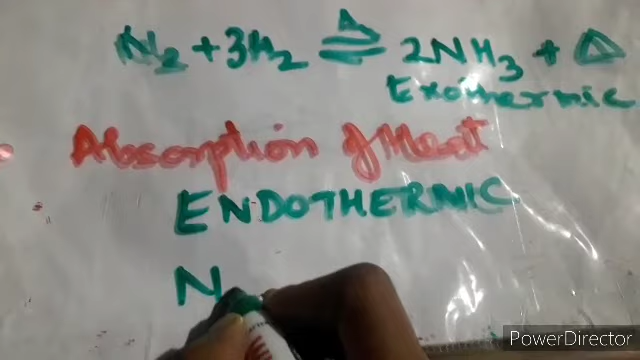 N₂ + 3H₂ ⇌ 2NH₃ + Δ
Δ
Exothermic
Absorption of Heat
ENDOTHERMIC
N
PowerDirector